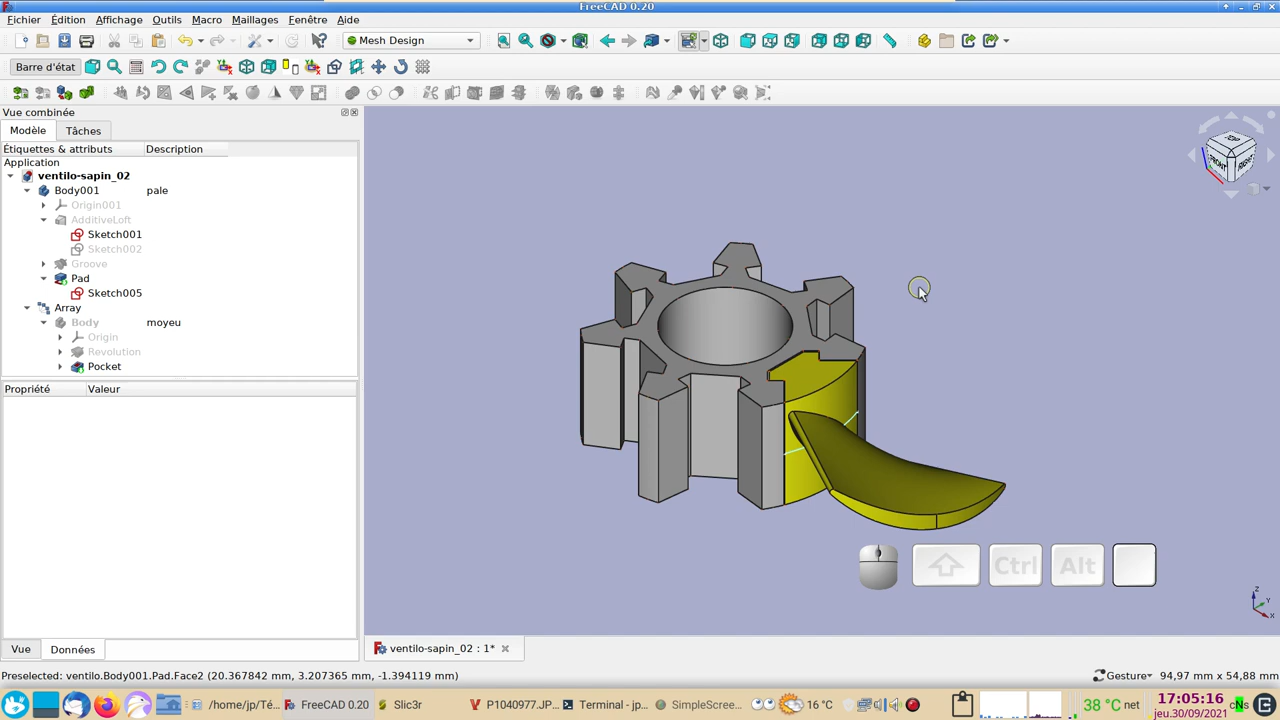 FreeCAD 0.20
Fichier Édition Affichage Outils Macro Maillages Fenêtre Aide
Mesh Design
Barre d'état
Vue combinée
Modèle Tâches
Étiquettes & attributs Description
Application
ventilo-sapin_02
Body001 pale
Origin001
AdditiveLoft
Sketch001
Sketch002
Groove
Pad
Sketch005
Array
Body moyeu
Origin
Revolution
Pocket
Propriété Valeur
FRONT RIGHT
Ctrl Alt
Z
Y
X
Vue Données
ventilo-sapin_02 : 1*
Preselected: ventilo.Body001.Pad.Face2 (20.367842 mm, 3.207365 mm, -1.394119 mm)
Gesture 94,97 mm x 54,88 mm
/home/jp/Té... FreeCAD 0.20 Slic3r P1040977.JP... Terminal - jp... SimpleScree... 16 °C 38 °C net 17:05:16 cNs
jeu.30/09/2021